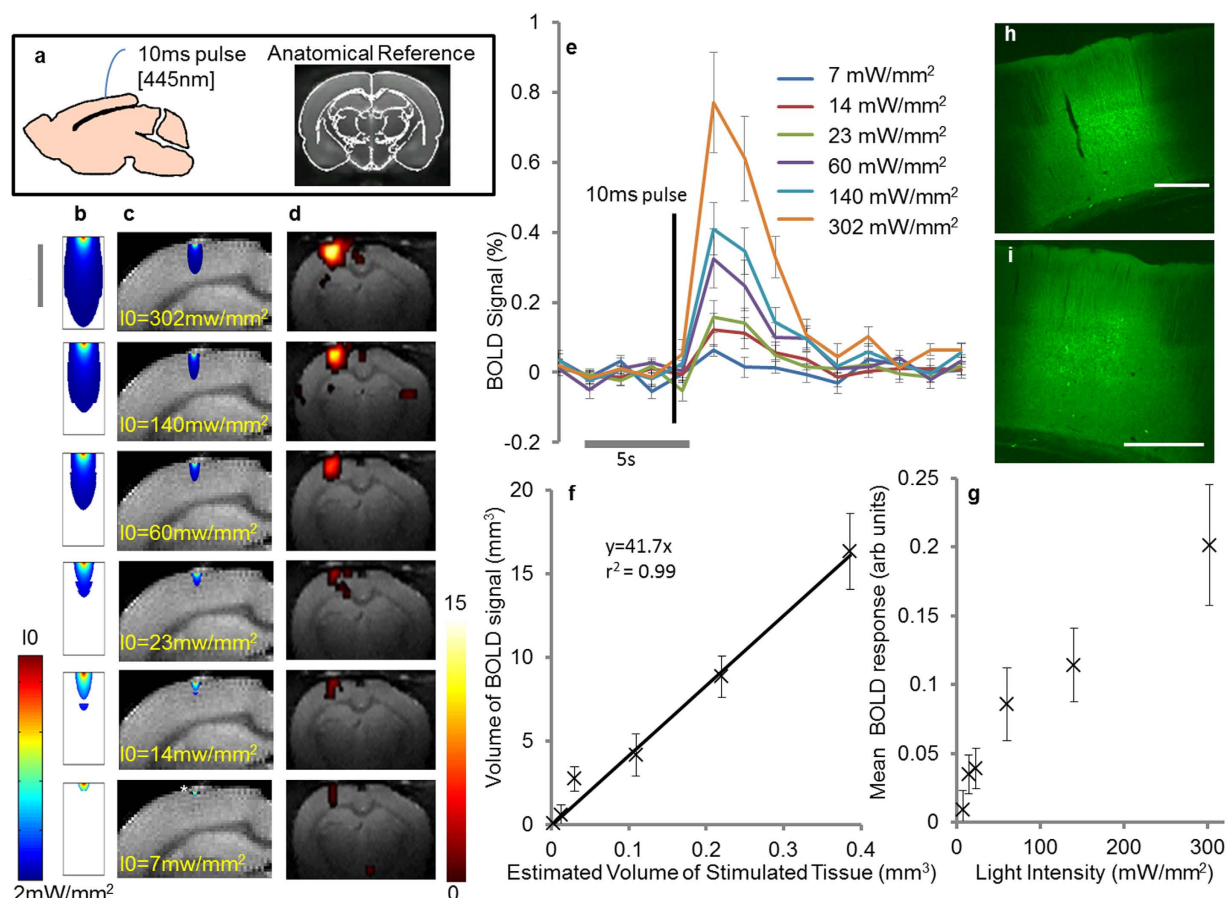 a
10ms pulse
[445nm]
Anatomical Reference
b
c
d
I0=302mw/mm²
I0=140mw/mm²
I0=60mw/mm²
I0=23mw/mm²
I0=14mw/mm²
*
I0=7mw/mm²
I0
2mW/mm²
15
0
e
7 mW/mm²
14 mW/mm²
23 mW/mm²
60 mW/mm²
140 mW/mm²
302 mW/mm²
10ms pulse
BOLD Signal (%)
1
0.8
0.6
0.4
0.2
0
-0.2
5s
f
y=41.7x
r² = 0.99
Volume of BOLD signal (mm³)
20
15
10
5
0
0
0.1
0.2
0.3
0.4
Estimated Volume of Stimulated Tissue (mm³)
h
i
g
Mean BOLD response (arb units)
0.25
0.2
0.15
0.1
0.05
0
0
100
200
300
Light Intensity (mW/mm²)